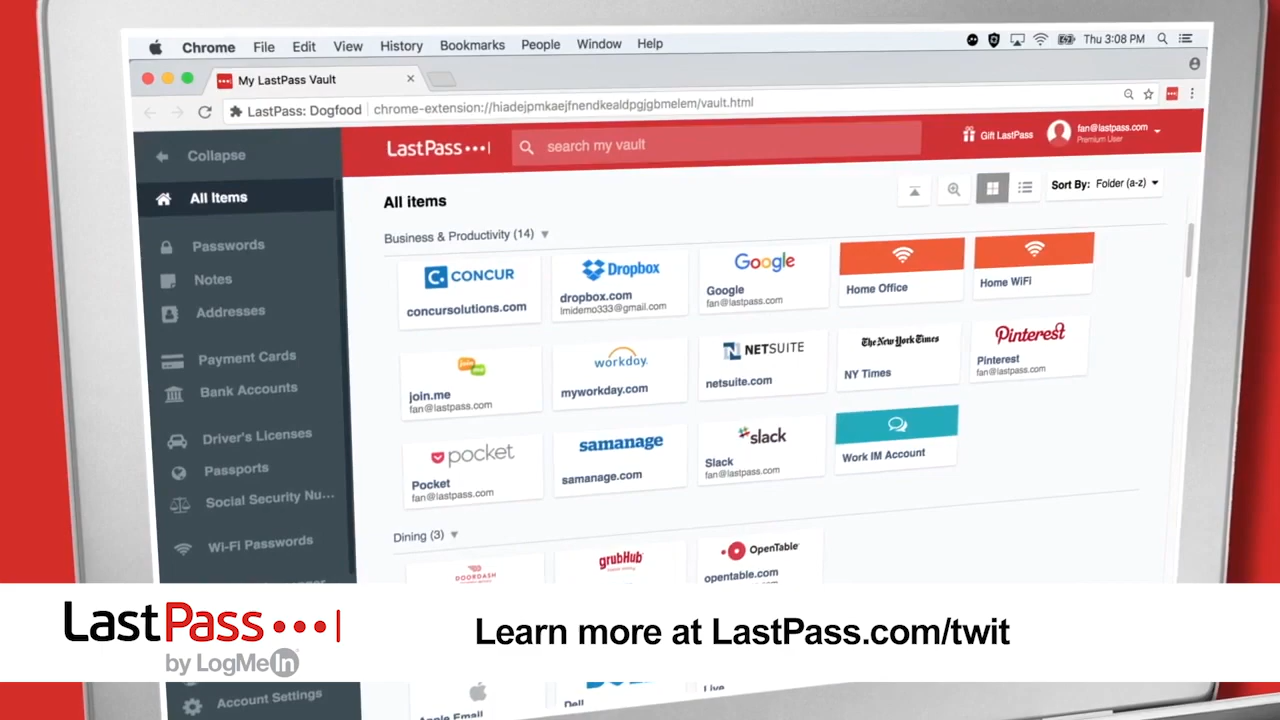 Chrome File Edit View History Bookmarks People Window Help Thu 3:08 PM
My LastPass Vault
LastPass: Dogfood chrome-extension://hiadejpmkaejfnendkealdpgjgbmelem/vault.html
Collapse
LastPass
search my vault
Gift LastPass
fan@lastpass.com
Premium User
All Items
Passwords
Notes
Addresses
Payment Cards
Bank Accounts
Driver's Licenses
Passports
Social Security Nu...
Wi-Fi Passwords
Account Settings
All items
Sort By: Folder (a-z)
Business & Productivity (14)
C. CONCUR
concursolutions.com
Dropbox
dropbox.com
lmidemo333@gmail.com
Google
Google
fan@lastpass.com
Home Office
Home WiFi
join.me
join.me
fan@lastpass.com
workday.
myworkday.com
NETSUITE
netsuite.com
The New York Times
NY Times
Pinterest
Pinterest
fan@lastpass.com
pocket
Pocket
fan@lastpass.com
samanage
samanage.com
slack
Slack
fan@lastpass.com
Work IM Account
Dining (3)
DOORDASH
grubHub
OpenTable
opentable.com
Apple Email
Dell
Live
LastPass
by LogMeIn
Learn more at LastPass.com/twit